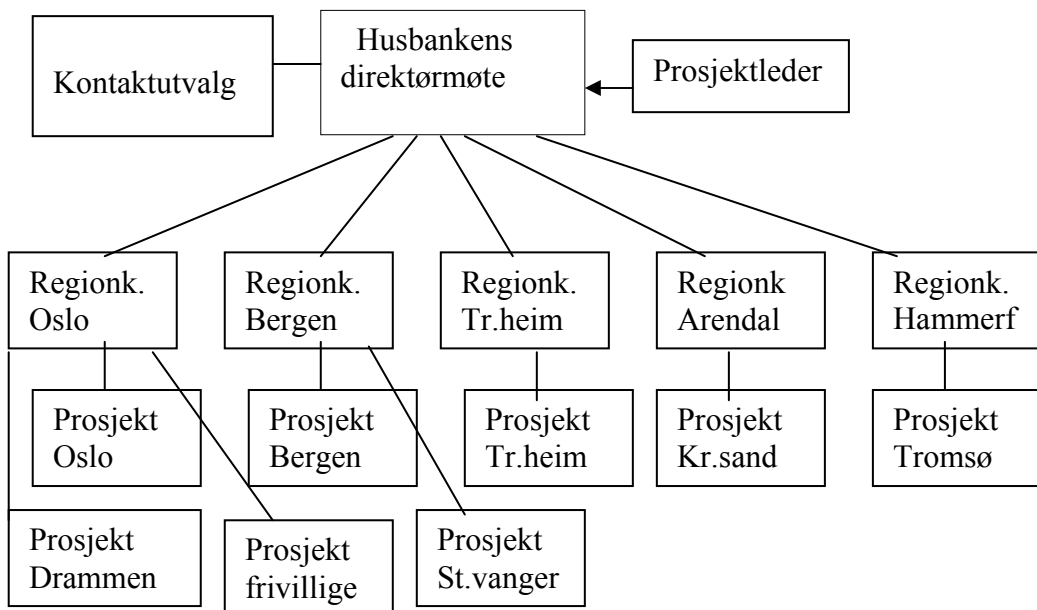 Kontaktutvalg
Husbankens
direktørmøte
Prosjektleder
Regionk.
Oslo
Regionk.
Bergen
Regionk.
Tr.heim
Regionk
Arendal
Regionk.
Hammerf
Prosjekt
Oslo
Prosjekt
Bergen
Prosjekt
Tr.heim
Prosjekt
Kr.sand
Prosjekt
Tromsø
Prosjekt
Drammen
Prosjekt
frivillige
Prosjekt
St.vanger